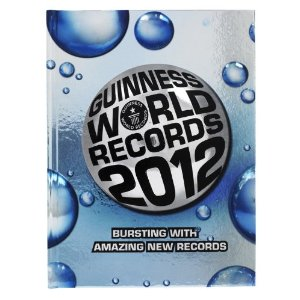 GUINNESS
WORLD
RECORDS
2012
BURSTING WITH
AMAZING NEW RECORDS